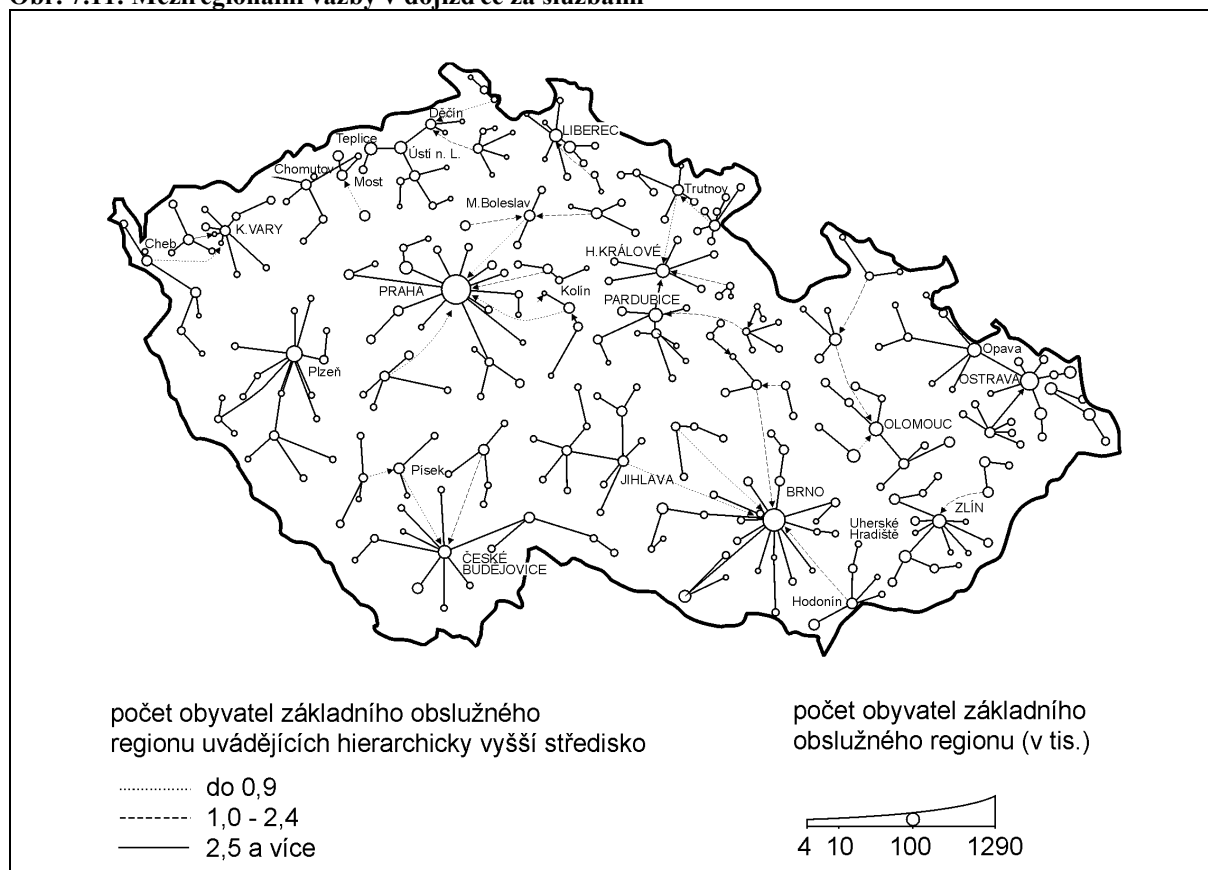 Obr. 7.11: Meziregionální vazby v dojížďce za službami
Děčín
LIBEREC
Teplice
Ústí n. L.
Chomutov
Most
Trutnov
M.Boleslav
K.VARY
Cheb
H.KRÁLOVÉ
PRAHA
Kolín
PARDUBICE
Opava
Plzeň
OSTRAVA
OLOMOUC
Písek
JIHLAVA
BRNO
ZLÍN
Uherské
Hradiště
ČESKÉ
BUDĚJOVICE
Hodonín
počet obyvatel základního obslužného
regionu uvádějících hierarchicky vyšší středisko
do 0,9
1,0 - 2,4
2,5 a více
počet obyvatel základního
obslužného regionu (v tis.)
4 10 100 1290